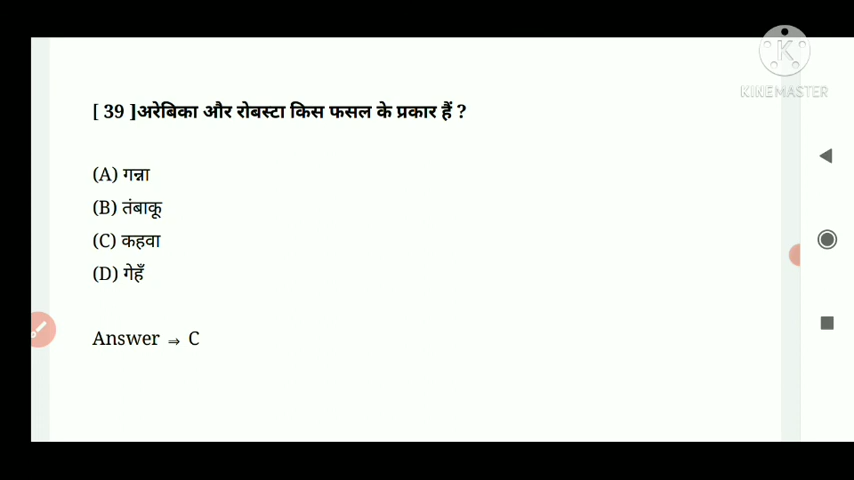 KINEMASTER
[ 39 ]अरेबिका और रोबस्टा किस फसल के प्रकार हैं ?
(A) गन्ना
(B) तंबाकू
(C) कहवा
(D) गेहँ
Answer ⇒ C